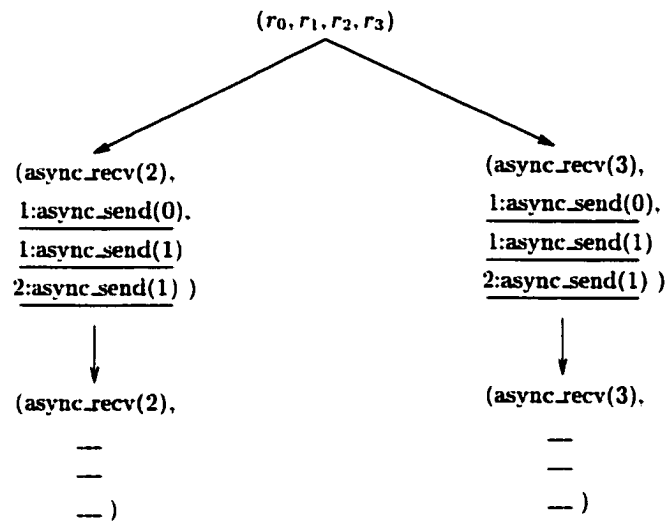 (r0, r1, r2, r3)
(async_recv(2),
1:async_send(0),
1:async_send(1)
2:async_send(1) )
(async_recv(2),
—
—
— )
(async_recv(3),
1:async_send(0),
1:async_send(1)
2:async_send(1) )
(async_recv(3),
—
—
— )